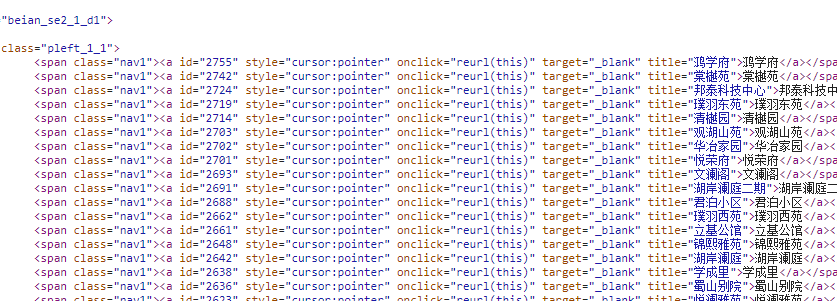 ="beian_se2_1_d1">
class="pleft_1_1">
<span class="nav1"><a id="2755" style="cursor:pointer" onclick="reurl(this)" target="_blank" title="鸿学府">鸿学府</a></spa
<span class="nav1"><a id="2742" style="cursor:pointer" onclick="reurl(this)" target="_blank" title="棠樾苑">棠樾苑</a></spa
<span class="nav1"><a id="2724" style="cursor:pointer" onclick="reurl(this)" target="_blank" title="邦泰科技中心">邦泰科技中
<span class="nav1"><a id="2719" style="cursor:pointer" onclick="reurl(this)" target="_blank" title="璞羽东苑">璞羽东苑</a><
<span class="nav1"><a id="2714" style="cursor:pointer" onclick="reurl(this)" target="_blank" title="清樾园">清樾园</a></spa
<span class="nav1"><a id="2703" style="cursor:pointer" onclick="reurl(this)" target="_blank" title="观湖山苑">观湖山苑</a><
<span class="nav1"><a id="2702" style="cursor:pointer" onclick="reurl(this)" target="_blank" title="华冶家园">华冶家园</a><
<span class="nav1"><a id="2701" style="cursor:pointer" onclick="reurl(this)" target="_blank" title="悦荣府">悦荣府</a></spa
<span class="nav1"><a id="2693" style="cursor:pointer" onclick="reurl(this)" target="_blank" title="文澜阁">文澜阁</a></spa
<span class="nav1"><a id="2691" style="cursor:pointer" onclick="reurl(this)" target="_blank" title="湖岸澜庭二期">湖岸澜庭二
<span class="nav1"><a id="2688" style="cursor:pointer" onclick="reurl(this)" target="_blank" title="君泊小区">君泊小区</a><
<span class="nav1"><a id="2662" style="cursor:pointer" onclick="reurl(this)" target="_blank" title="璞羽西苑">璞羽西苑</a><
<span class="nav1"><a id="2661" style="cursor:pointer" onclick="reurl(this)" target="_blank" title="立基公馆">立基公馆</a><
<span class="nav1"><a id="2648" style="cursor:pointer" onclick="reurl(this)" target="_blank" title="锦熙雅苑">锦熙雅苑</a><
<span class="nav1"><a id="2642" style="cursor:pointer" onclick="reurl(this)" target="_blank" title="湖岸澜庭">湖岸澜庭</a><
<span class="nav1"><a id="2638" style="cursor:pointer" onclick="reurl(this)" target="_blank" title="学成里">学成里</a></spa
<span class="nav1"><a id="2636" style="cursor:pointer" onclick="reurl(this)" target="_blank" title="蜀山别院">蜀山别院</a><
<span class="nav1"><a id="2623" style="cursor:pointer" onclick="reurl(this)" target="_blank"